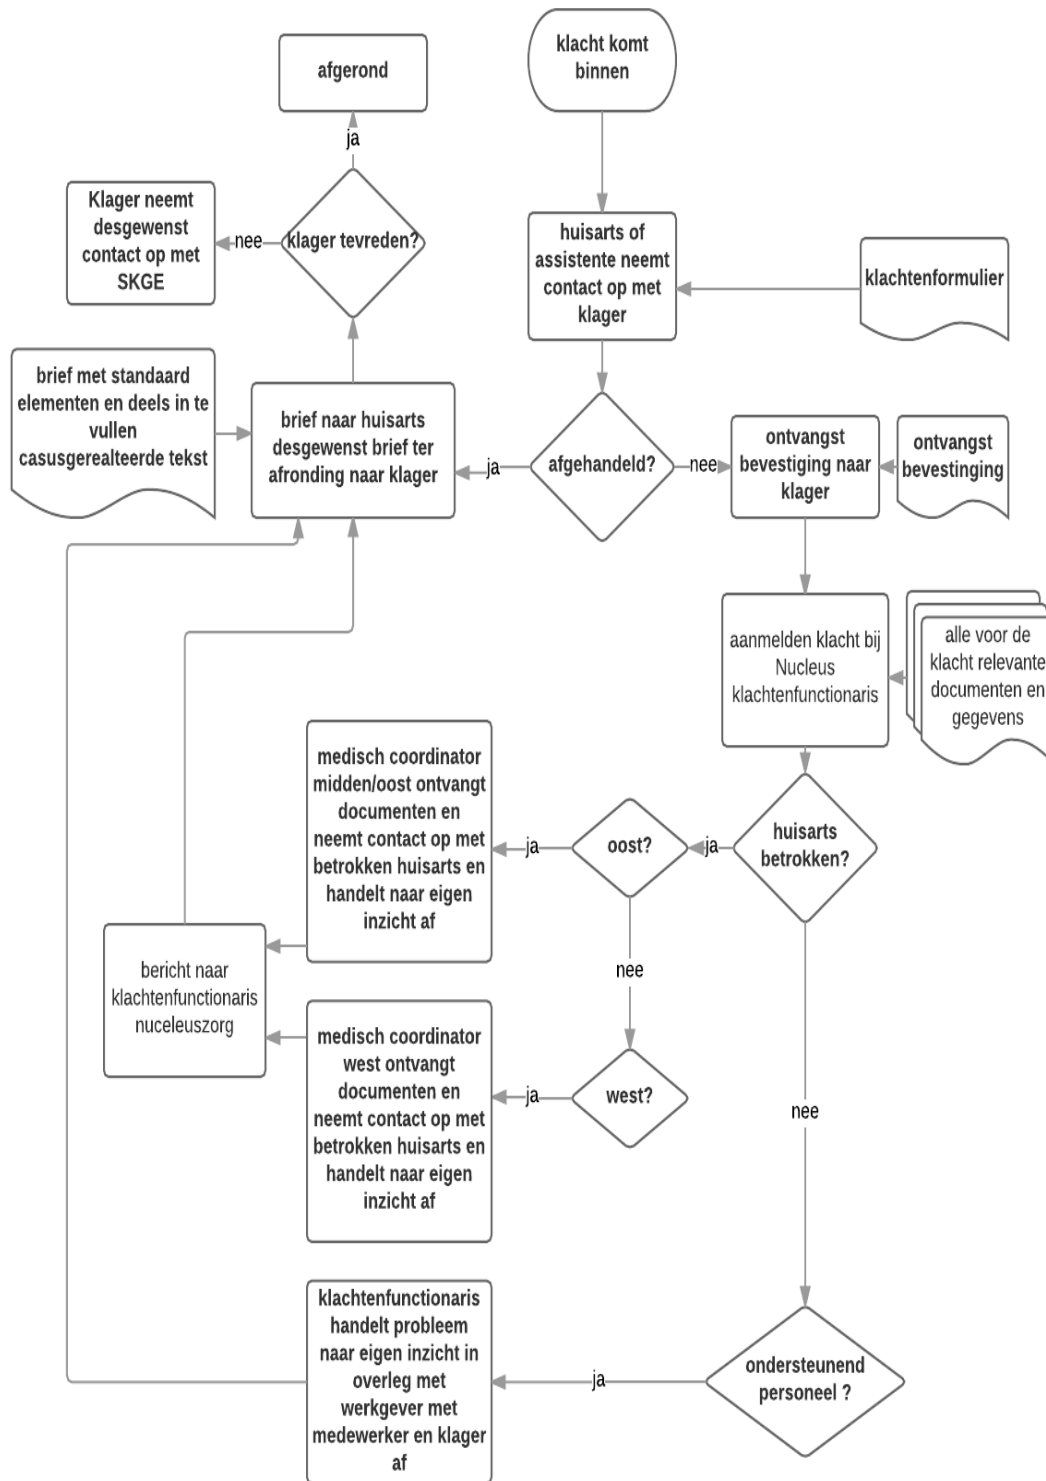 klacht komt
binnen
afgerond
ja
Klager neemt
desgewenst
contact op met
SKGE
nee
klager tevreden?
huisarts of
assistente neemt
contact op met
klager
klachtenformulier
brief met standaard
elementen en deels in te
vullen
casusgerealteerde tekst
brief naar huisarts
desgewenst brief ter
afronding naar klager
ja
afgehandeld?
nee
ontvangst
bevestiging naar
klager
ontvangst
bevestinging
aanmelden klacht bij
Nucleus
klachtenfunctionaris
alle voor de
klacht relevante
documenten en
gegevens
medisch coordinator
midden/oost ontvangt
documenten en
neemt contact op met
betrokken huisarts en
handelt naar eigen
inzicht af
ja
oost?
ja
huisarts
betrokken?
nee
bericht naar
klachtenfunctionaris
nuceleuszorg
medisch coordinator
west ontvangt
documenten en
neemt contact op met
betrokken huisarts en
handelt naar eigen
inzicht af
ja
west?
nee
klachtenfunctionaris
handelt probleem
naar eigen inzicht in
overleg met
werkgever met
medewerker en klager
af
ja
ondersteunend
personeel ?